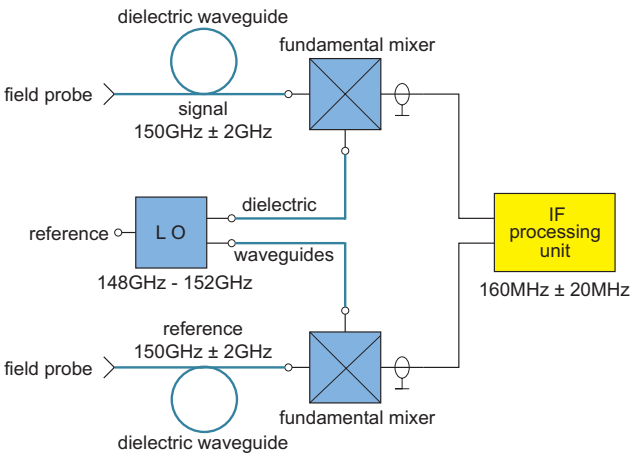 dielectric waveguide
fundamental mixer
field probe
signal
150GHz ± 2GHz
dielectric
reference
L O
waveguides
148GHz - 152GHz
IF
processing
unit
160MHz ± 20MHz
reference
150GHz ± 2GHz
field probe
fundamental mixer
dielectric waveguide